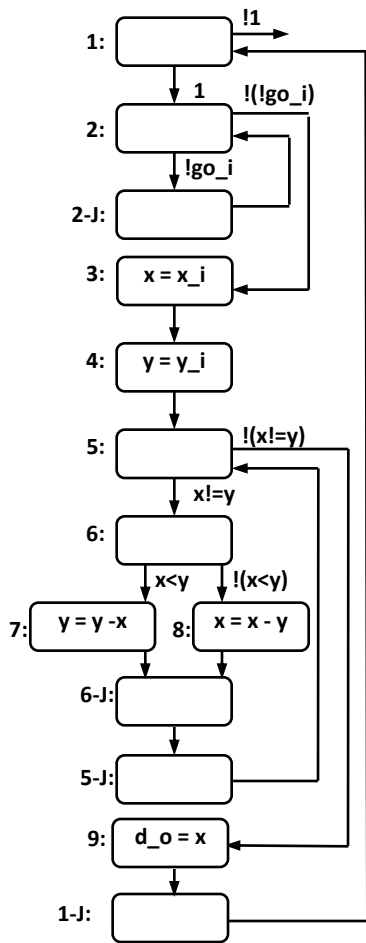 !1
1:
1
!(!go_i)
2:
!go_i
2-J:
3: x = x_i
4: y = y_i
5: !(x!=y)
x!=y
6:
x<y !(x<y)
7: y = y -x 8: x = x - y
6-J:
5-J:
9: d_o = x
1-J: